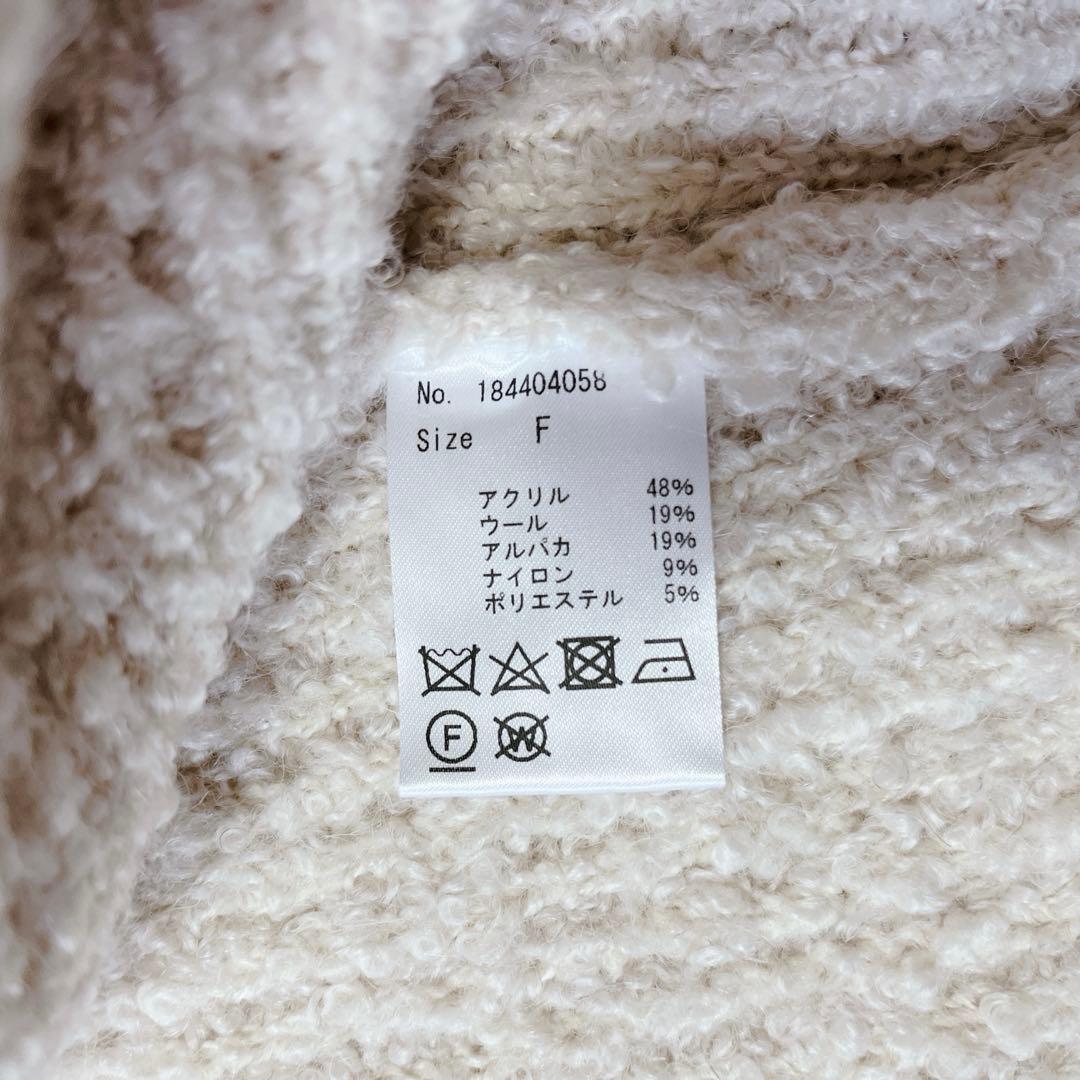 No. 184404058
Size F
アクリル 48%
ウール 19%
アルパカ 19%
ナイロン 9%
ポリエステル 5%
F W